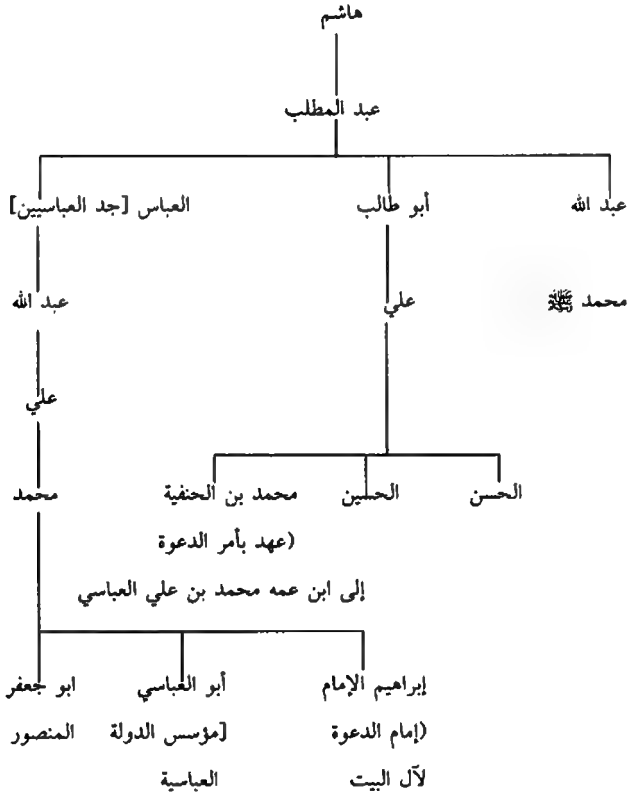 هاشم
عبد المطلب
عبد الله أبو طالب العباس [جد العباسيين]
محمد ﷺ علي عبد الله
علي
الحسن الحسين محمد بن الحنفية محمد
(عهد بأمر الدعوة
إلى ابن عمه محمد بن علي العباسي
إبراهيم الإمام أبو العباسي ابو جعفر
(إمام الدعوة [مؤسس الدولة المنصور
لآل البيت العباسية